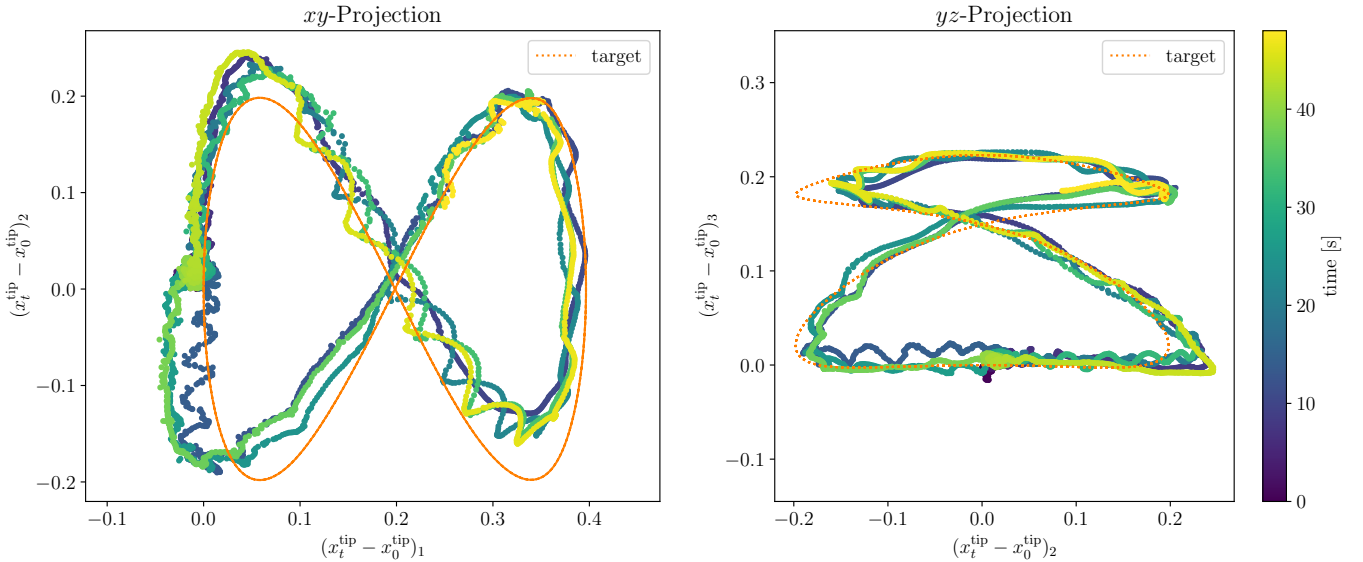 xy-Projection
target
0.2
0.1
0.0
−0.1
−0.2
(x_t^tip − x_0^tip)_2
−0.1
0.0
0.1
0.2
0.3
0.4
(x_t^tip − x_0^tip)_1
yz-Projection
target
0.3
0.2
0.1
0.0
−0.1
(x_t^tip − x_0^tip)_3
−0.2
−0.1
0.0
0.1
0.2
(x_t^tip − x_0^tip)_2
40
30
20
10
0
time [s]